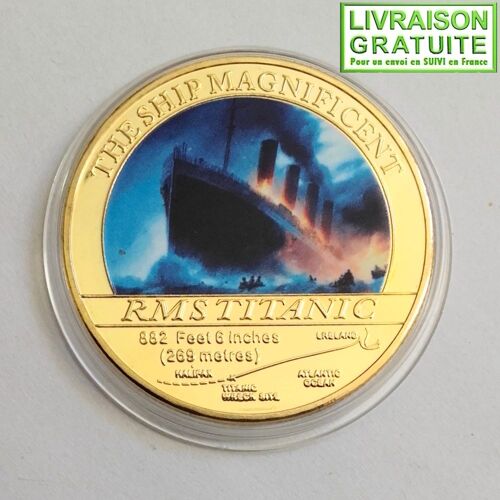 LIVRAISON
GRATUITE
Pour un envoi en SUIVI en France
THE SHIP MAGNIFICENT
RMS TITANIC
882 Feet 6 inches
(269 metres)
IRELAND
HALIFAX
TITANIC
WRECK SITE
ATLANTIC
OCEAN